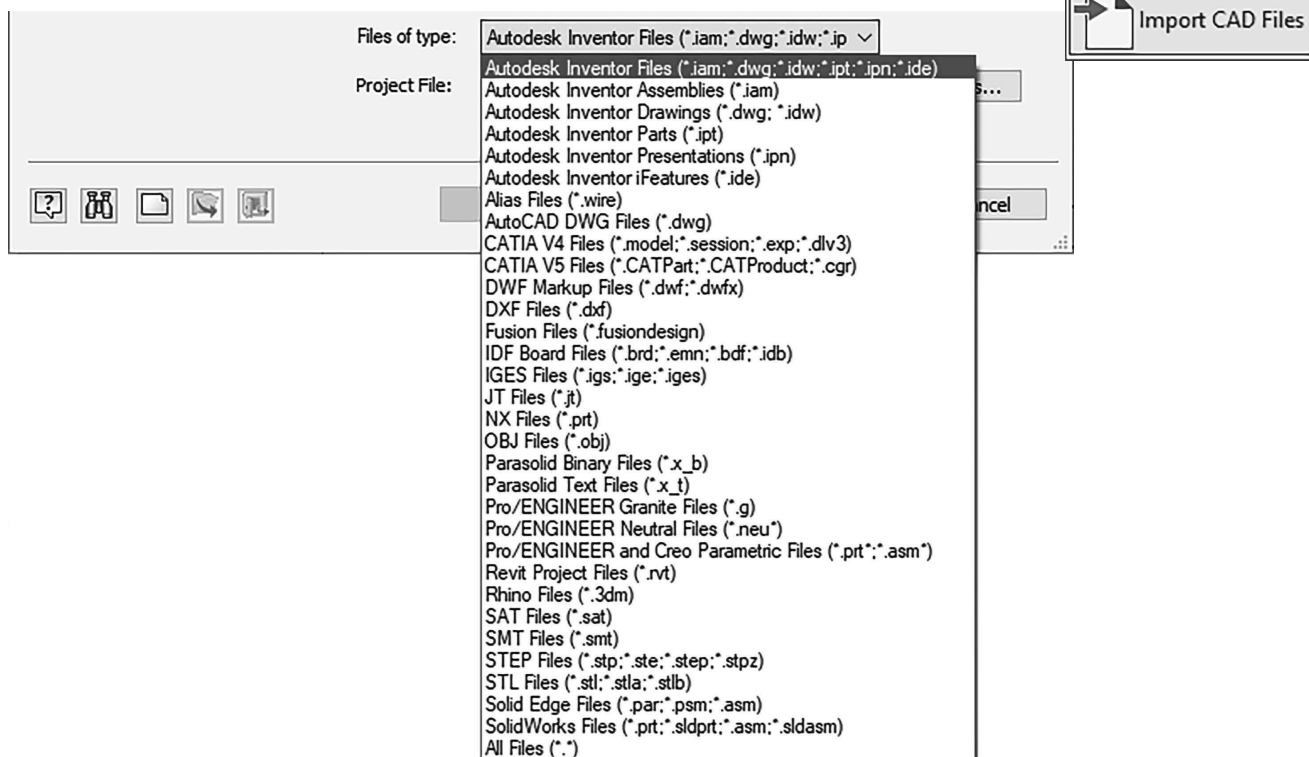 Import CAD Files
Files of type:
Autodesk Inventor Files (*.iam;*.dwg;*.idw;*.ip
Autodesk Inventor Files (*.iam;*.dwg;*.idw;*.ipt;*.ipn;*.ide)
Project File:
Autodesk Inventor Assemblies (*.iam)
s...
Autodesk Inventor Drawings (*.dwg; *.idw)
Autodesk Inventor Parts (*.ipt)
Autodesk Inventor Presentations (*.ipn)
Autodesk Inventor iFeatures (*.ide)
Alias Files (*.wire)
ncel
AutoCAD DWG Files (*.dwg)
CATIA V4 Files (*.model;*.session;*.exp;*.dlv3)
CATIA V5 Files (*.CATPart;*.CATProduct;*.cgr)
DWF Markup Files (*.dwf;*.dwfx)
DXF Files (*.dxf)
Fusion Files (*.fusiondesign)
IDF Board Files (*.brd;*.emn;*.bdf;*.idb)
IGES Files (*.igs;*.ige;*.iges)
JT Files (*.jt)
NX Files (*.prt)
OBJ Files (*.obj)
Parasolid Binary Files (*.x_b)
Parasolid Text Files (*.x_t)
Pro/ENGINEER Granite Files (*.g)
Pro/ENGINEER Neutral Files (*.neu*)
Pro/ENGINEER and Creo Parametric Files (*.prt*;*.asm*)
Revit Project Files (*.rvt)
Rhino Files (*.3dm)
SAT Files (*.sat)
SMT Files (*.smt)
STEP Files (*.stp;*.ste;*.step;*.stpz)
STL Files (*.stl;*.stla;*.stlb)
Solid Edge Files (*.par;*.psm;*.asm)
SolidWorks Files (*.prt;*.sldprt;*.asm;*.sldasm)
All Files (*.*)